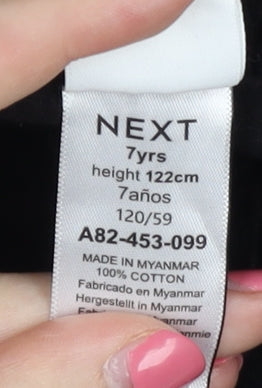 NEXT
7yrs
height 122cm
7años
120/59
A82-453-099
MADE IN MYANMAR
100% COTTON
Fabricado en Myanmar
Hergestellt in Myanmar